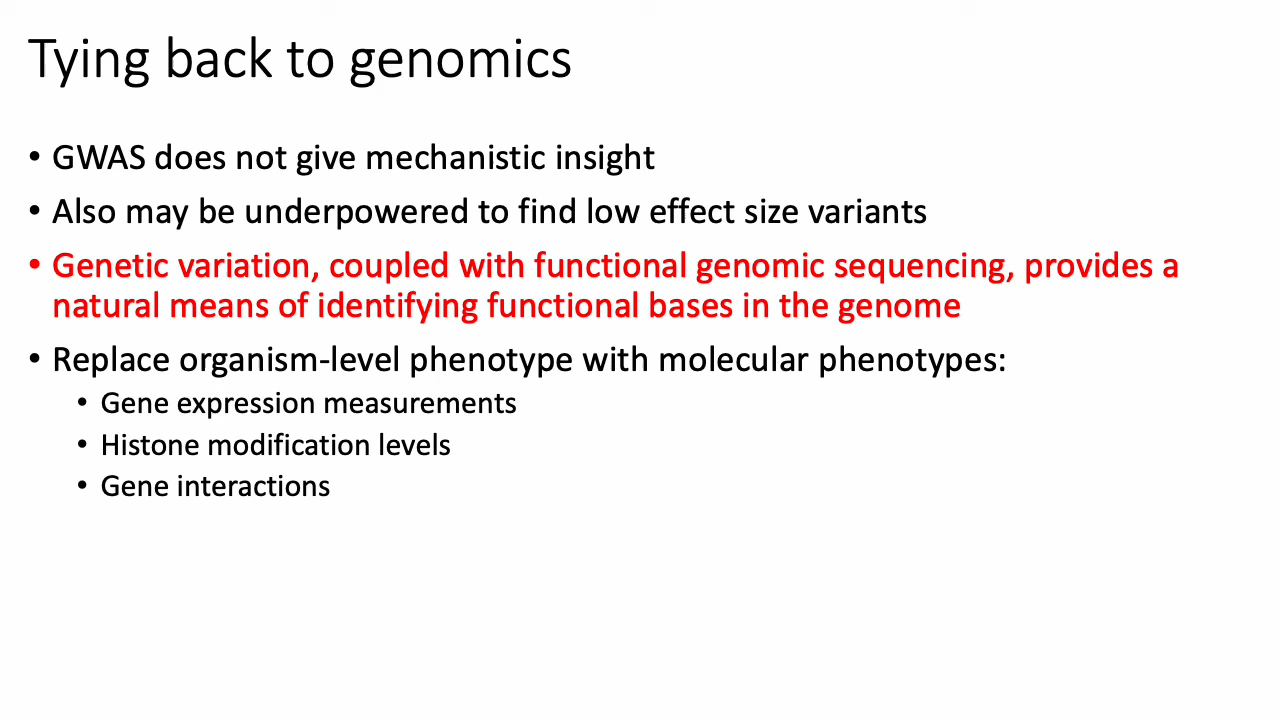 Tying back to genomics
• GWAS does not give mechanistic insight
• Also may be underpowered to find low effect size variants
• Genetic variation, coupled with functional genomic sequencing, provides a
natural means of identifying functional bases in the genome
• Replace organism-level phenotype with molecular phenotypes:
• Gene expression measurements
• Histone modification levels
• Gene interactions